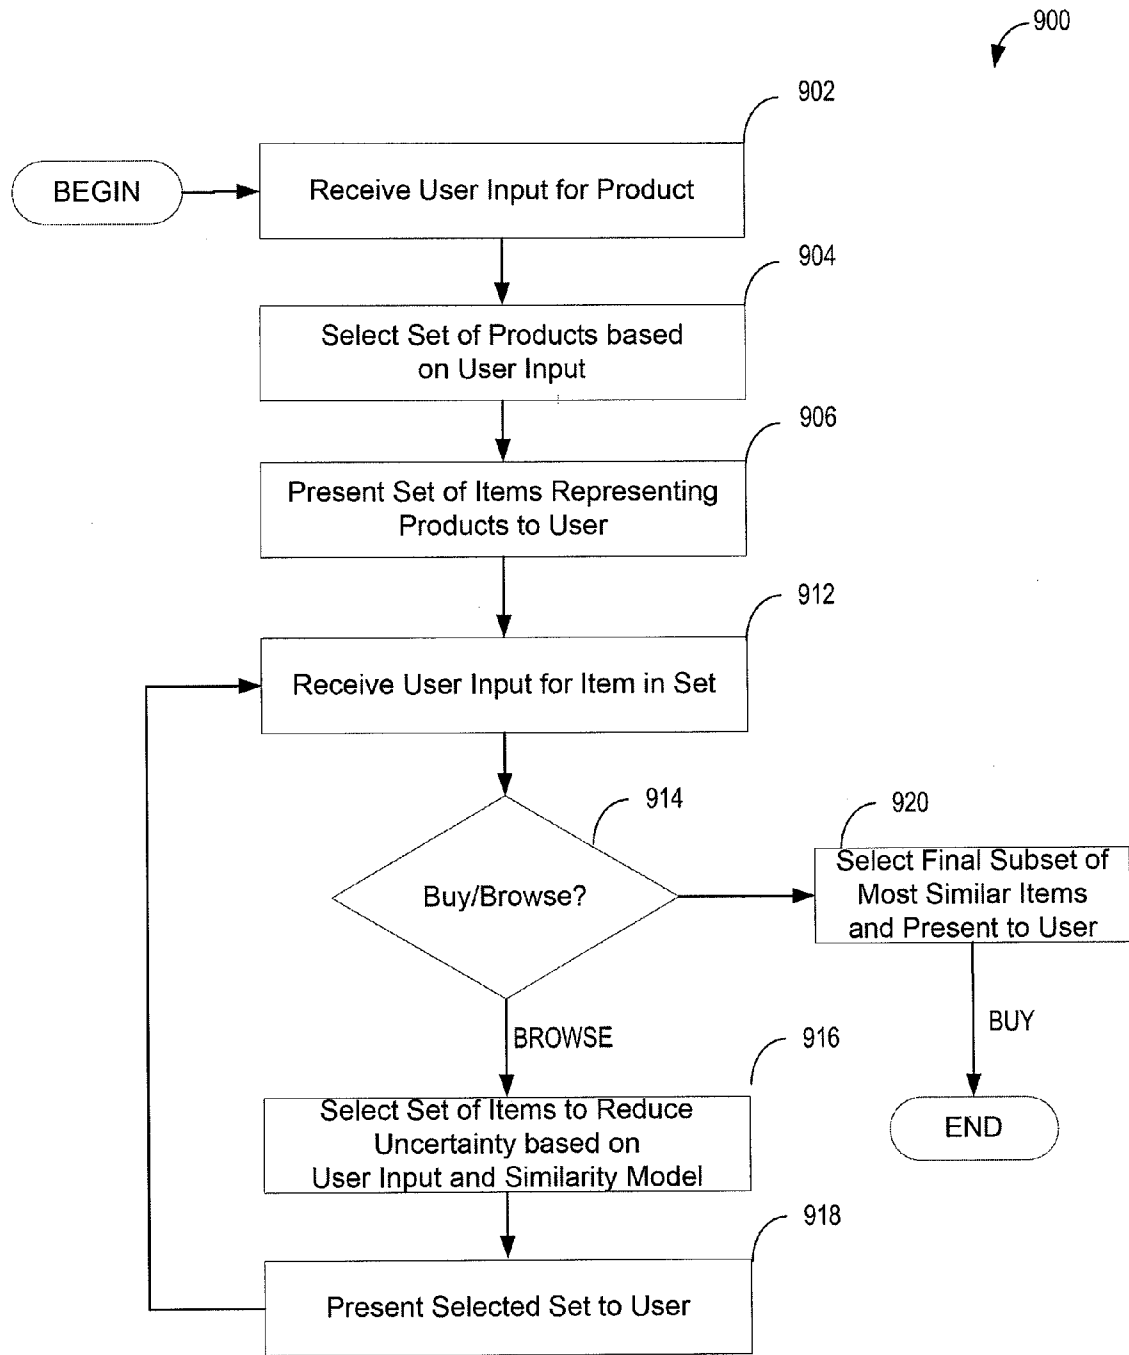 900
902
BEGIN
Receive User Input for Product
904
Select Set of Products based
on User Input
906
Present Set of Items Representing
Products to User
912
Receive User Input for Item in Set
914
Buy/Browse?
920
Select Final Subset of
Most Similar Items
and Present to User
BROWSE
BUY
916
Select Set of Items to Reduce
Uncertainty based on
User Input and Similarity Model
END
918
Present Selected Set to User